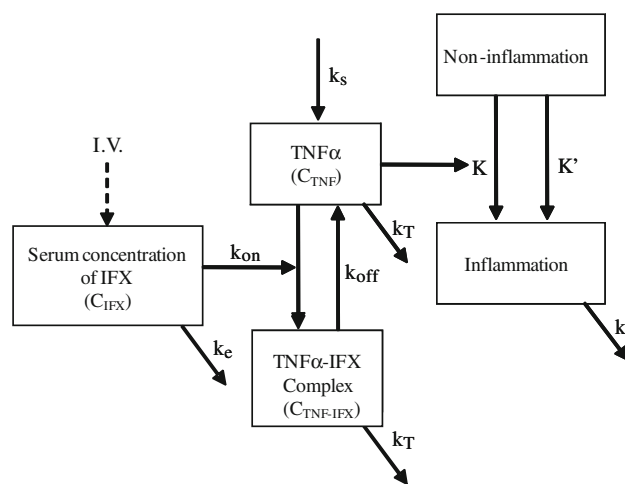 Non-inflammation
k_s
I.V.
TNFα
(C_TNF)
K
K'
Serum concentration
of IFX
(C_IFX)
k_on
k_off
k_T
Inflammation
k_e
k
TNFα-IFX
Complex
(C_TNF-IFX)
k_T